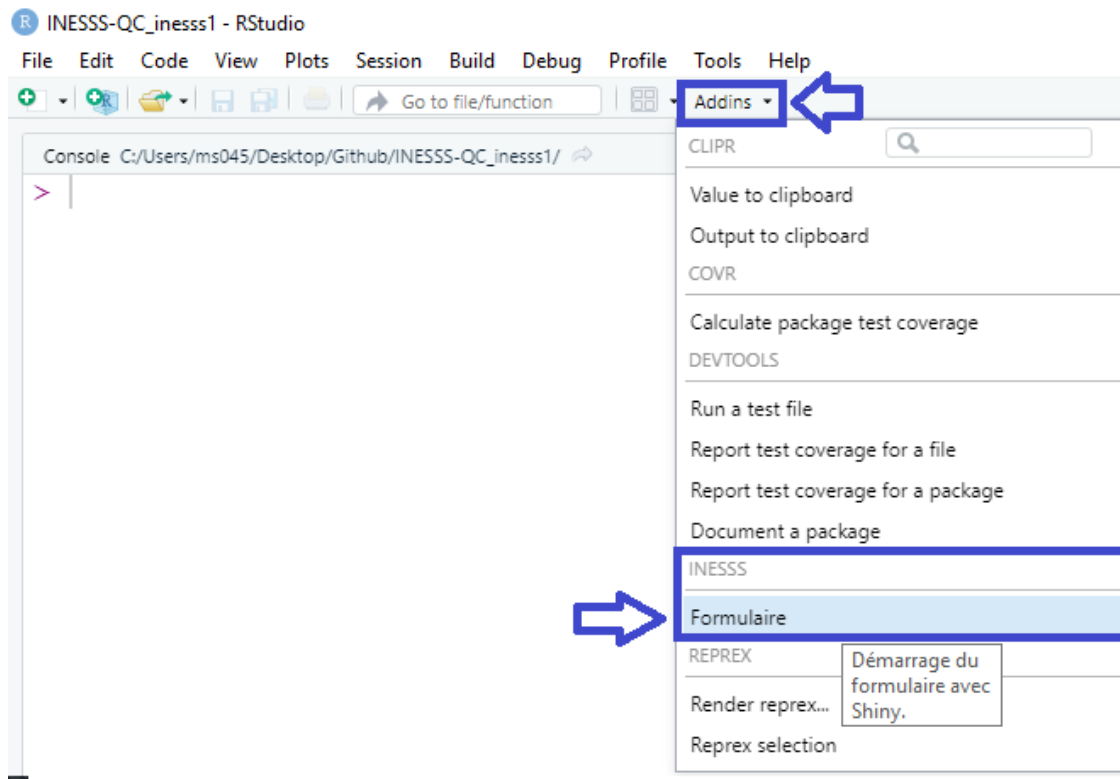 R INESSS-QC_inesss1 - RStudio
File Edit Code View Plots Session Build Debug Profile Tools Help
R Go to file/function Addins
Console C:/Users/ms045/Desktop/Github/INESSS-QC_inesss1/
>
CLIPR
Value to clipboard
Output to clipboard
COVR
Calculate package test coverage
DEVTOOLS
Run a test file
Report test coverage for a file
Report test coverage for a package
Document a package
INESSS
Formulaire
REPREX
Démarrage du
formulaire avec
Shiny.
Render reprex...
Reprex selection